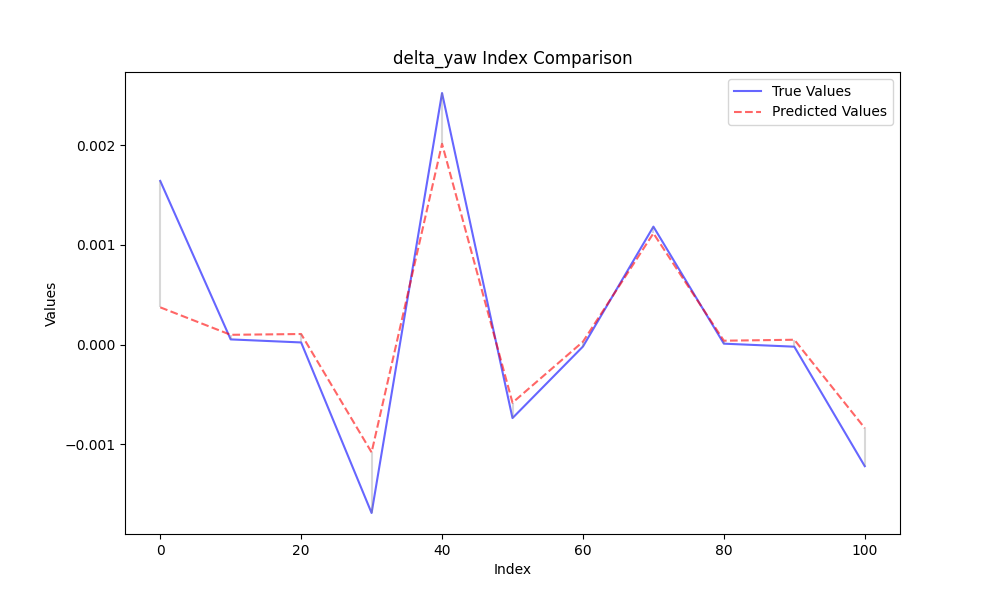 delta_yaw Index Comparison
True Values
Predicted Values
0.002
0.001
0.000
−0.001
Values
0
20
40
60
80
100
Index